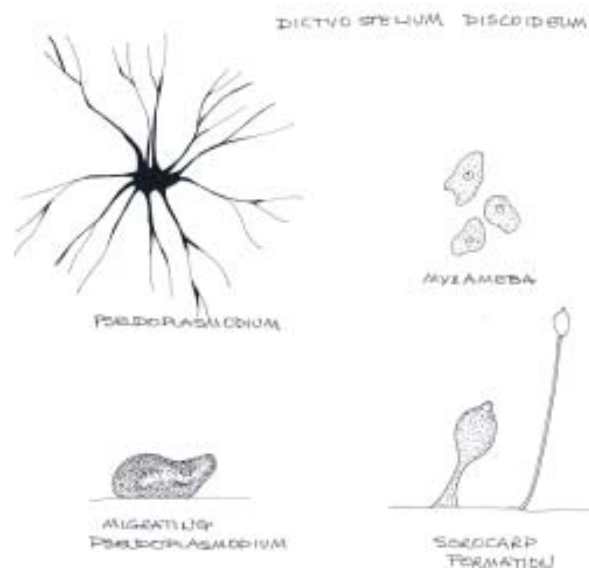 DICTYOSTELIUM DISCOIDEUM
PSEUDOPLASMODIUM
MYXAMEBA
MIGRATING
PSEUDOPLASMODIUM
SOROCARP
FORMATION